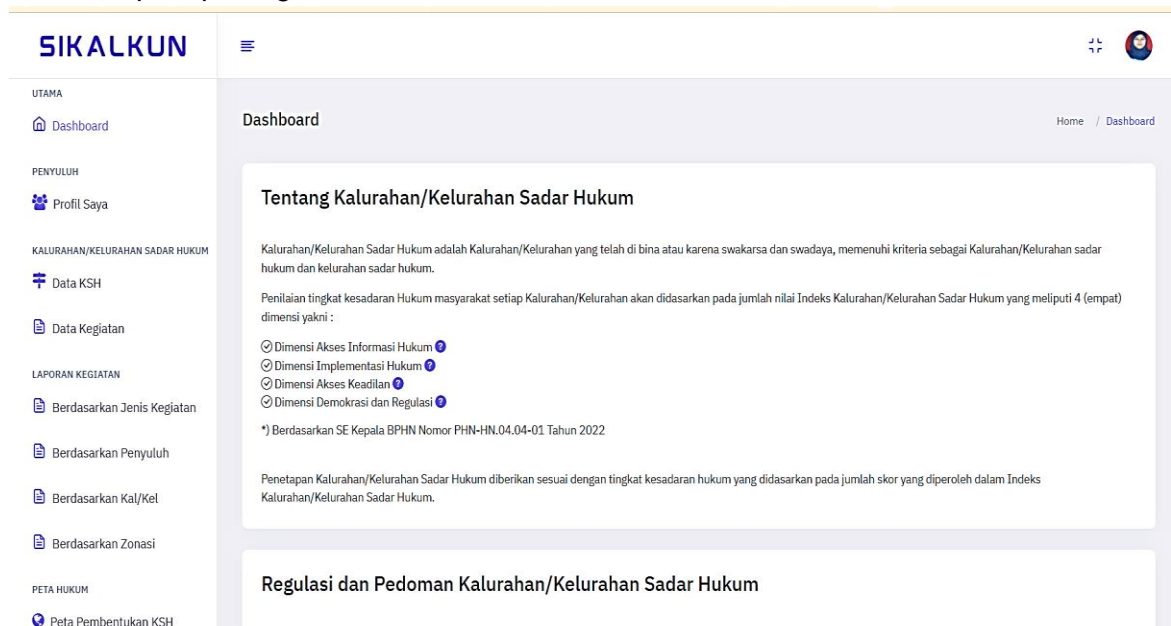 SIKALKUN
UTAMA
Dashboard
PENYULUH
Profil Saya
KALURAHAN/KELURAHAN SADAR HUKUM
Data KSH
Data Kegiatan
LAPORAN KEGIATAN
Berdasarkan Jenis Kegiatan
Berdasarkan Penyuluh
Berdasarkan Kal/Kel
Berdasarkan Zonasi
PETA HUKUM
Peta Pembentukan KSH
Dashboard
Home / Dashboard
Tentang Kalurahan/Kelurahan Sadar Hukum
Kalurahan/Kelurahan Sadar Hukum adalah Kalurahan/Kelurahan yang telah di bina atau karena swakarsa dan swadaya, memenuhi kriteria sebagai Kalurahan/Kelurahan sadar
hukum dan kelurahan sadar hukum.
Penilaian tingkat kesadaran Hukum masyarakat setiap Kalurahan/Kelurahan akan didasarkan pada jumlah nilai Indeks Kalurahan/Kelurahan Sadar Hukum yang meliputi 4 (empat)
dimensi yakni :
Dimensi Akses Informasi Hukum ?
Dimensi Implementasi Hukum ?
Dimensi Akses Keadilan ?
Dimensi Demokrasi dan Regulasi ?
*) Berdasarkan SE Kepala BPHN Nomor PHN-HN.04.04-01 Tahun 2022
Penetapan Kalurahan/Kelurahan Sadar Hukum diberikan sesuai dengan tingkat kesadaran hukum yang didasarkan pada jumlah skor yang diperoleh dalam Indeks
Kalurahan/Kelurahan Sadar Hukum.
Regulasi dan Pedoman Kalurahan/Kelurahan Sadar Hukum